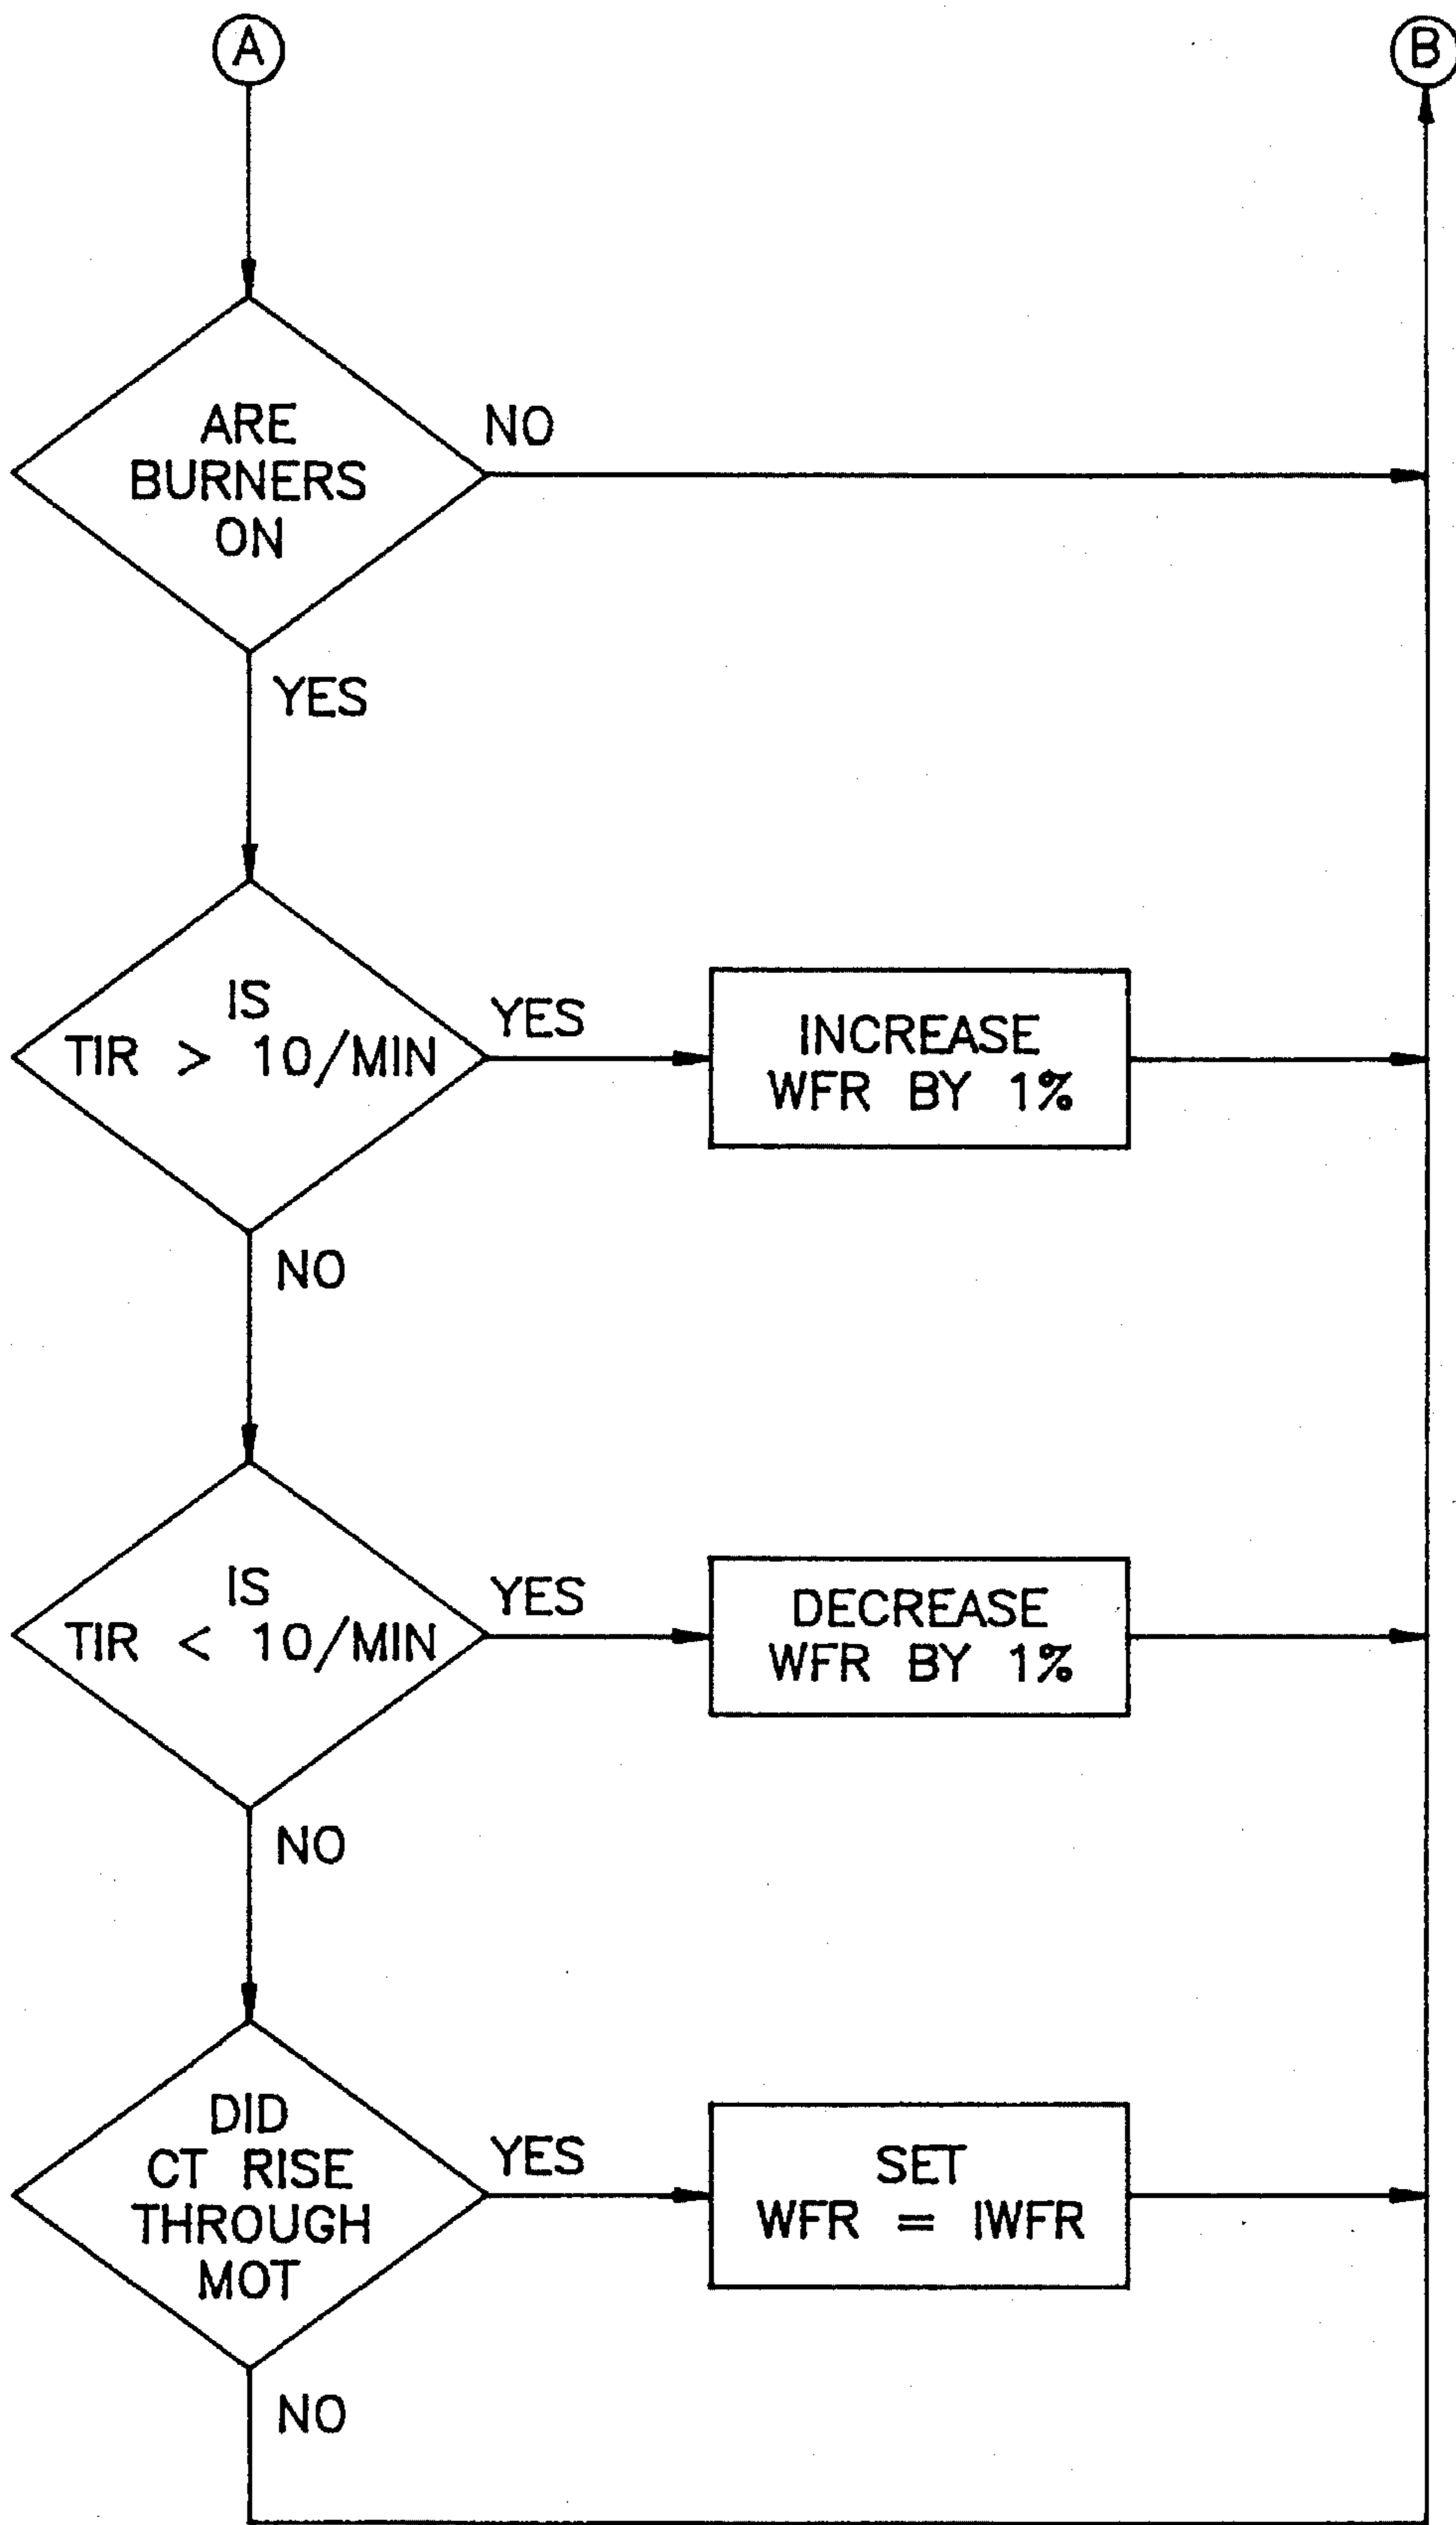 A
B
ARE
BURNERS
ON
NO
YES
IS
TIR > 10/MIN
YES
INCREASE
WFR BY 1%
NO
IS
TIR < 10/MIN
YES
DECREASE
WFR BY 1%
NO
DID
CT RISE
THROUGH
MOT
YES
SET
WFR = IWFR
NO